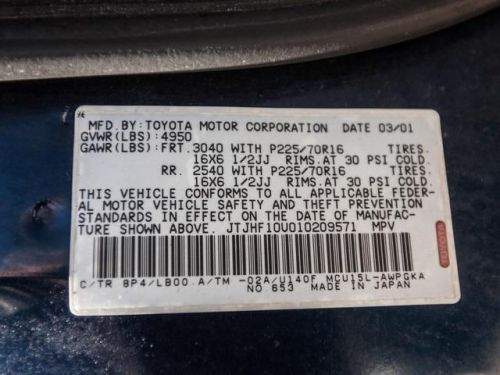 MFD.BY:TOYOTA MOTOR CORPORATION DATE 03/01
GVWR(LBS):4950
GAWR(LBS):FRT.3040 WITH P225/70R16 TIRES.
16X6 1/2JJ RIMS.AT 30 PSI COLD.
RR. 2540 WITH P225/70R16 TIRES.
16X6 1/2JJ RIMS.AT 30 PSI COLD.
THIS VEHICLE CONFORMS TO ALL APPLICABLE FEDER-
AL MOTOR VEHICLE SAFETY AND THEFT PREVENTION
STANDARDS IN EFFECT ON THE DATE OF MANUFAC-
TURE SHOWN ABOVE. JTJHF10U010209571 MPV
TOYOTA
C/TR 8P4/LB00.A/TM -02A/U140F MCU15L-AWPGKA
NO 653 MADE IN JAPAN